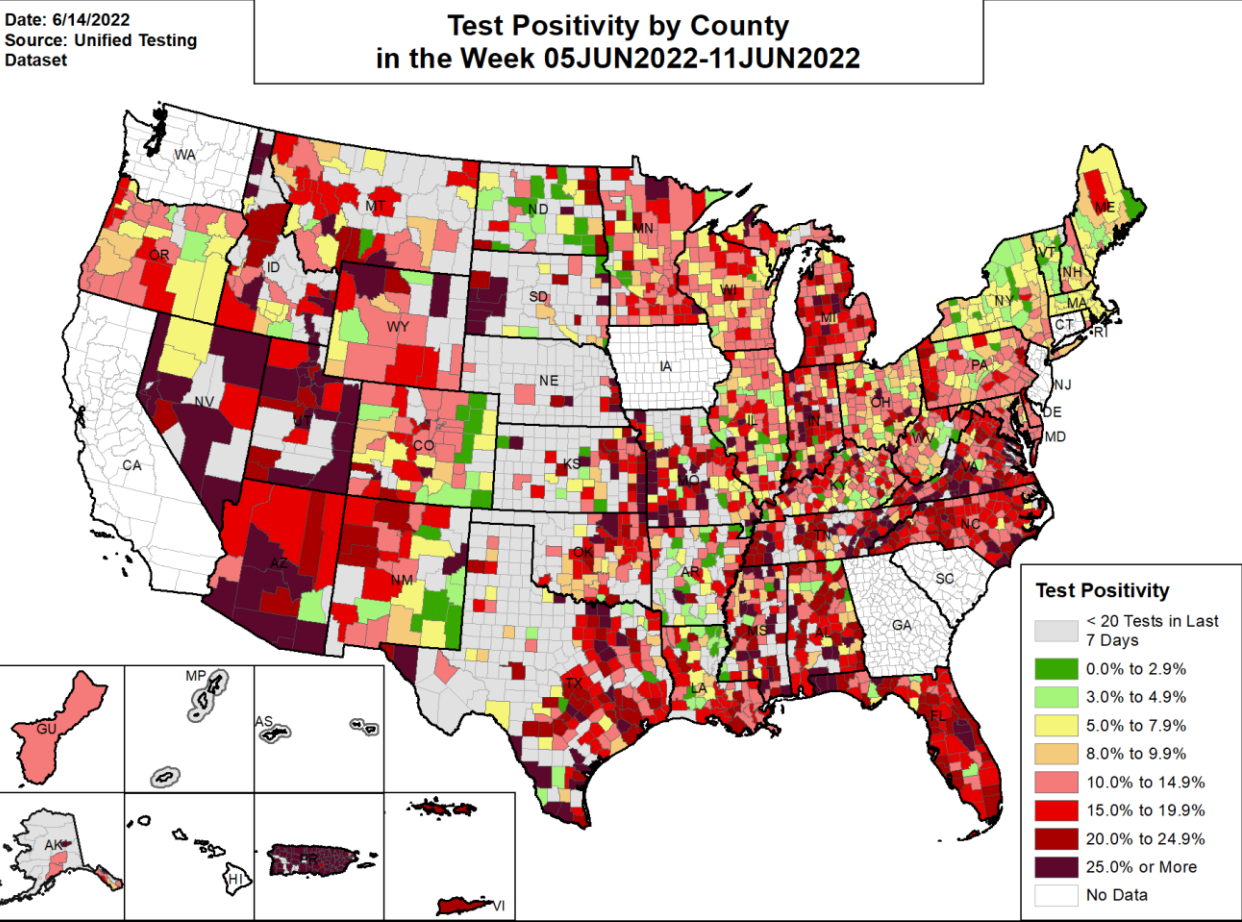 Date: 6/14/2022
Source: Unified Testing
Dataset
Test Positivity by County
in the Week 05JUN2022-11JUN2022
WA
MT
ND
MN
ME
OR
ID
SD
WI
MI
VT
NH
NY
MA
CT
RI
WY
NE
IA
PA
NJ
NV
UT
CO
KS
MO
IL
IN
OH
WV
DE
MD
CA
KY
VA
AZ
NM
OK
AR
TN
NC
SC
TX
LA
MS
AL
GA
FL
GU
MP
AS
AK
HI
PR
VI
Test Positivity
< 20 Tests in Last
7 Days
0.0% to 2.9%
3.0% to 4.9%
5.0% to 7.9%
8.0% to 9.9%
10.0% to 14.9%
15.0% to 19.9%
20.0% to 24.9%
25.0% or More
No Data